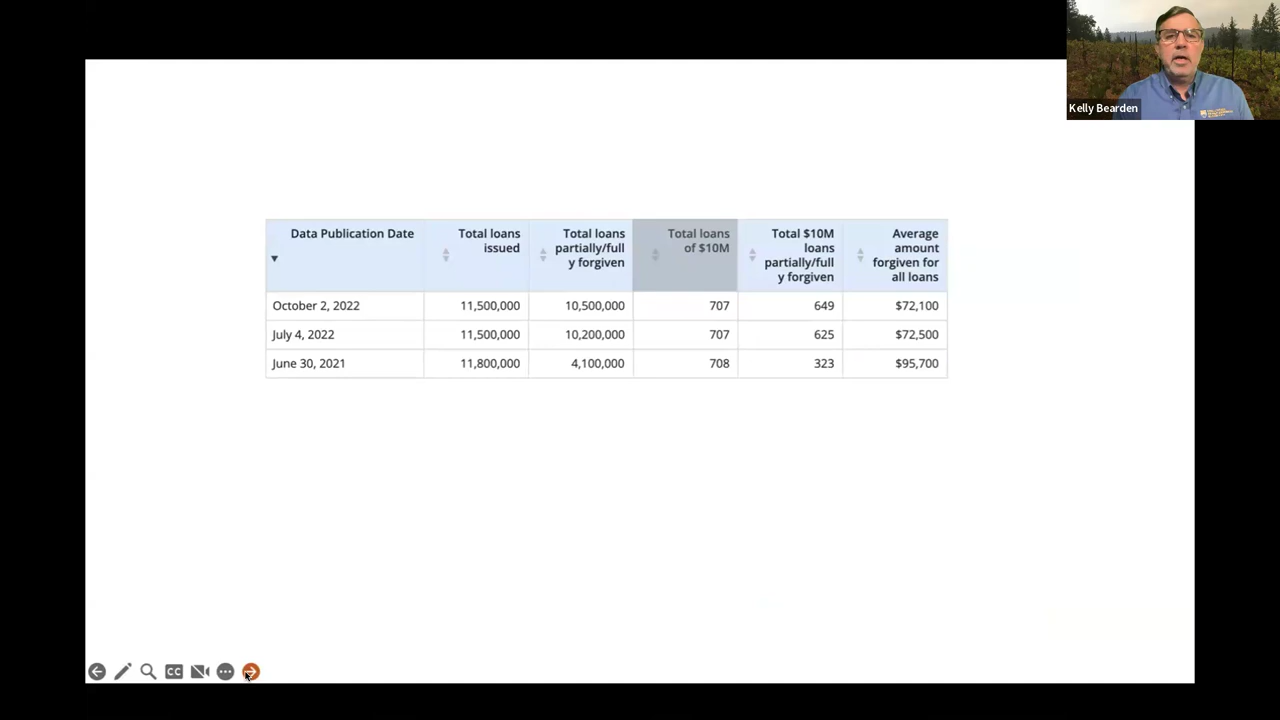 Kelly Bearden
Data Publication Date
Total loans
issued
Total loans
partially/full
y forgiven
Total loans
of $10M
Total $10M
loans
partially/full
y forgiven
Average
amount
forgiven for
all loans
October 2, 2022 11,500,000 10,500,000 707 649 $72,100
July 4, 2022 11,500,000 10,200,000 707 625 $72,500
June 30, 2021 11,800,000 4,100,000 708 323 $95,700
CC